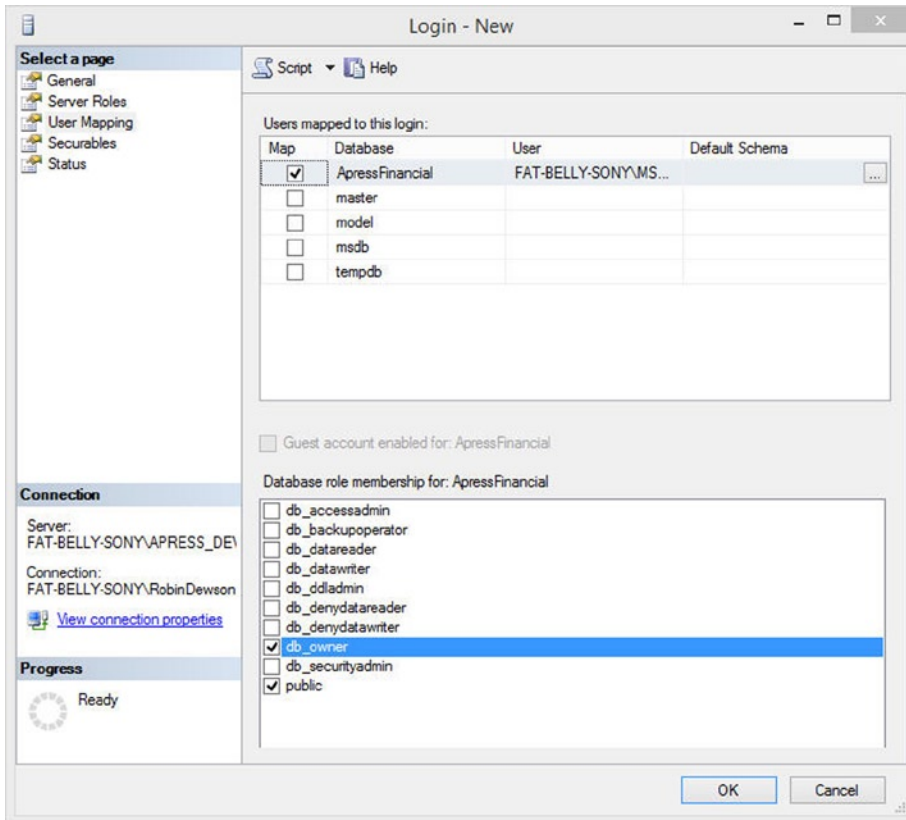 Login - New
Select a page
General
Server Roles
User Mapping
Securables
Status
Script Help
Users mapped to this login:
Map Database User Default Schema
ApressFinancial FAT-BELLY-SONY\MS... ...
master
model
msdb
tempdb
Guest account enabled for: ApressFinancial
Database role membership for: ApressFinancial
db_accessadmin
db_backupoperator
db_datareader
db_datawriter
db_ddladmin
db_denydatareader
db_denydatawriter
db_owner
db_securityadmin
public
Connection
Server:
FAT-BELLY-SONY\APRESS_DEV
Connection:
FAT-BELLY-SONY\RobinDewson
View connection properties
Progress
Ready
OK Cancel